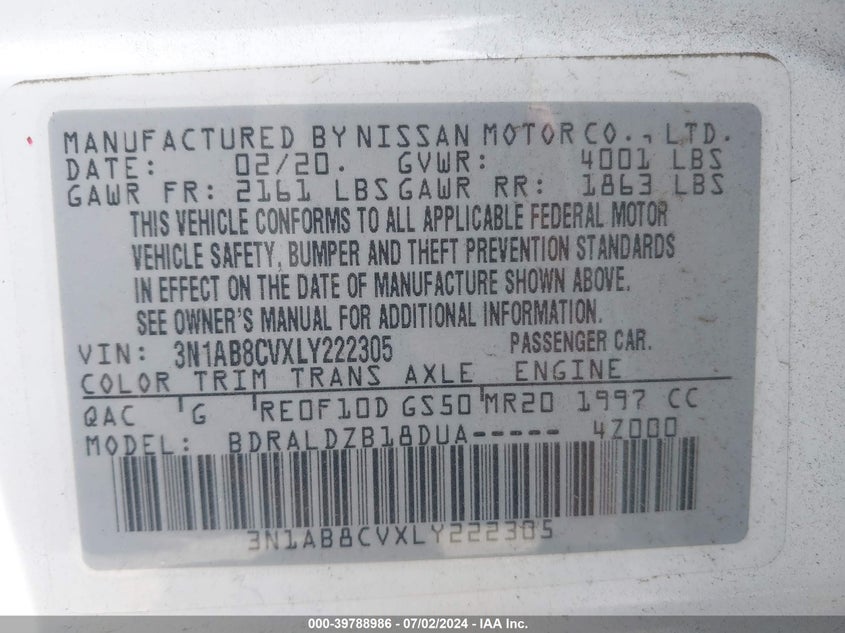 MANUFACTURED BY NISSAN MOTOR CO., LTD.
DATE: 02/20. GVWR: 4001 LBS
GAWR FR: 2161 LBS GAWR RR: 1863 LBS
THIS VEHICLE CONFORMS TO ALL APPLICABLE FEDERAL MOTOR
VEHICLE SAFETY, BUMPER AND THEFT PREVENTION STANDARDS
IN EFFECT ON THE DATE OF MANUFACTURE SHOWN ABOVE.
SEE OWNER'S MANUAL FOR ADDITIONAL INFORMATION.
VIN: 3N1AB8CVXLY222305 PASSENGER CAR.
COLOR TRIM TRANS AXLE ENGINE
QAC G RE0F10D GS50 MR20 1997 CC
MODEL: BDRALDZB18DUA----- 4Z000
3N1AB8CVXLY222305
000-39788986 / 07/02/2024 - IAA Inc.